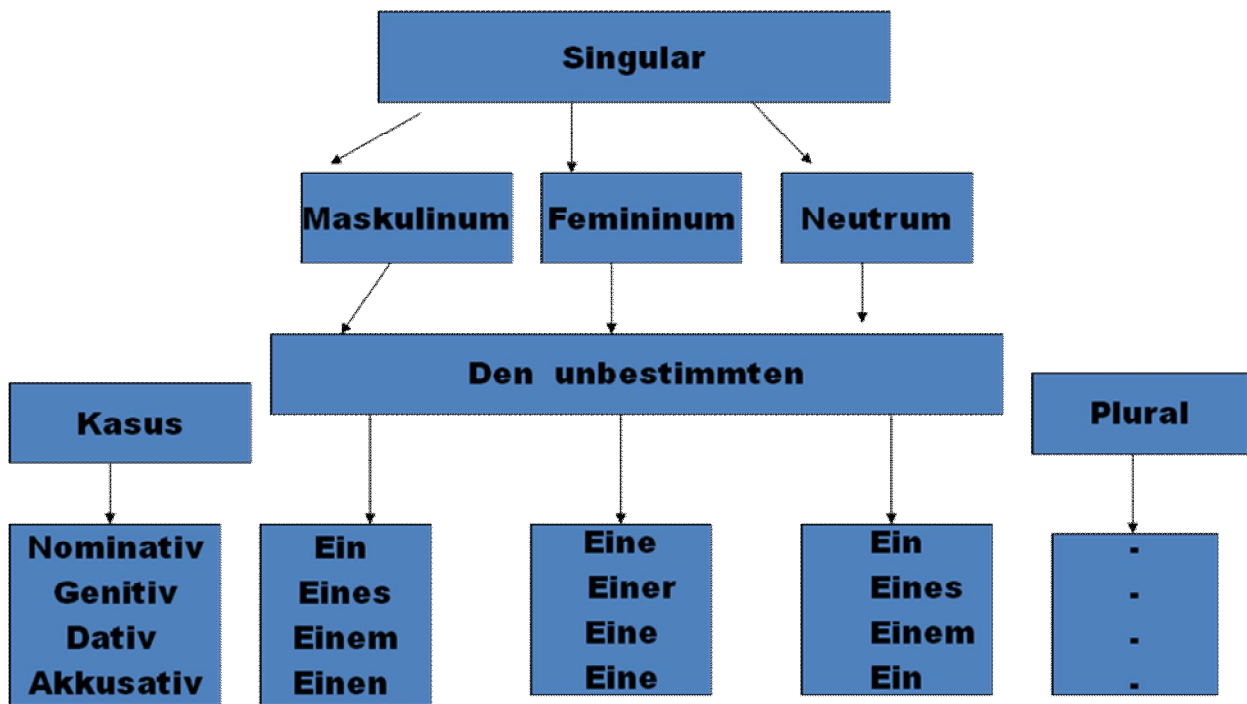 Singular
Maskulinum
Femininum
Neutrum
Den unbestimmten
Kasus
Plural
Nominativ
Genitiv
Dativ
Akkusativ
Ein
Eines
Einem
Einen
Eine
Einer
Eine
Eine
Ein
Eines
Einem
Ein
-
-
-
-